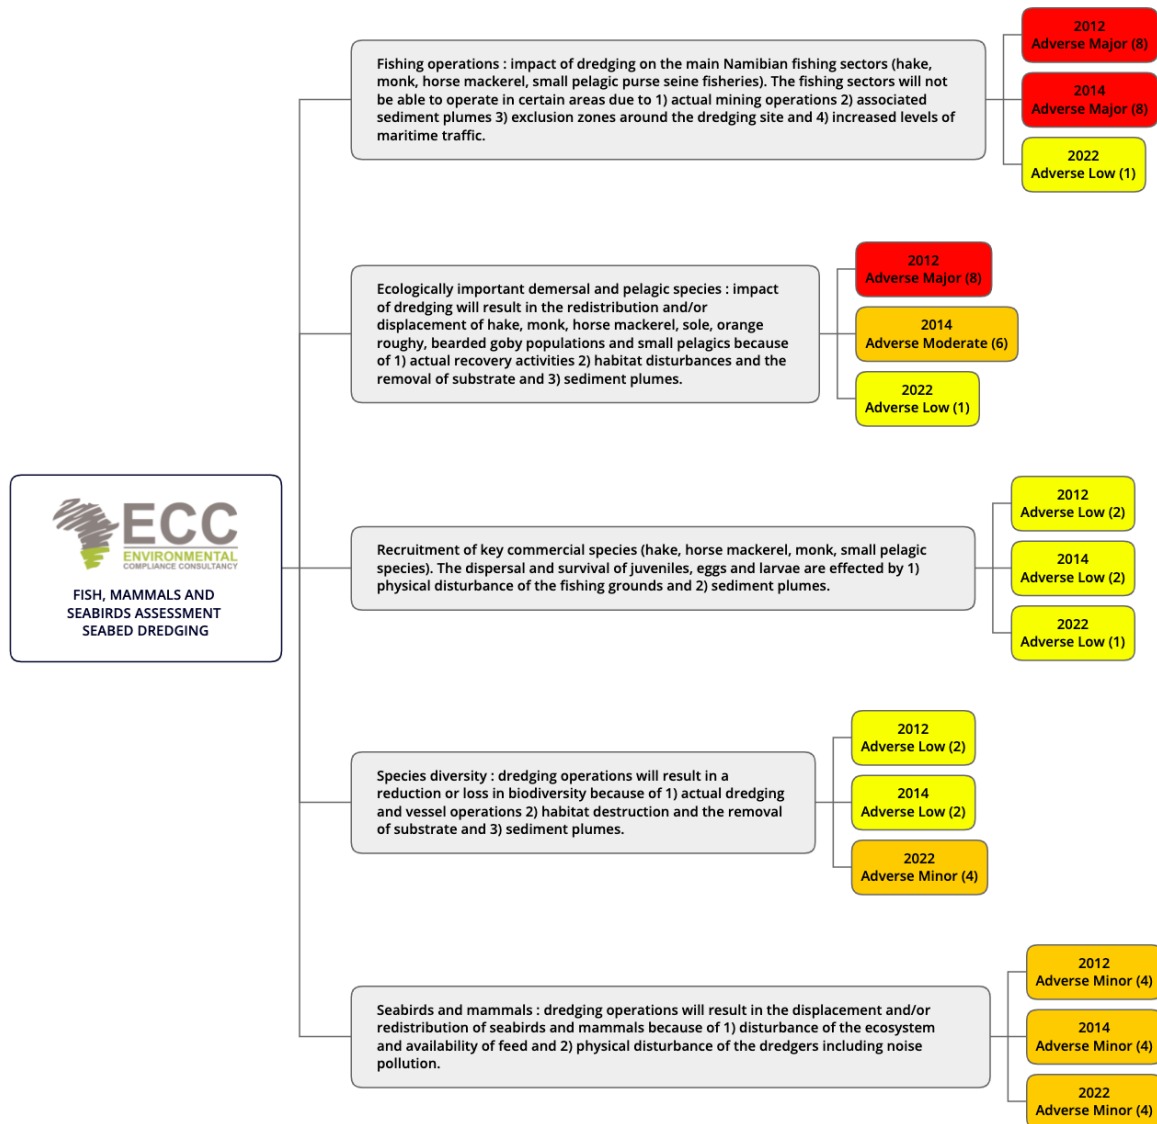 Fishing operations : impact of dredging on the main Namibian fishing sectors (hake,
monk, horse mackerel, small pelagic purse seine fisheries). The fishing sectors will not
be able to operate in certain areas due to 1) actual mining operations 2) associated
sediment plumes 3) exclusion zones around the dredging site and 4) increased levels of
maritime traffic.
2012
Adverse Major (8)
2014
Adverse Major (8)
2022
Adverse Low (1)
Ecologically important demersal and pelagic species : impact
of dredging will result in the redistribution and/or
displacement of hake, monk, horse mackerel, sole, orange
roughy, bearded goby populations and small pelagics because
of 1) actual recovery activities 2) habitat disturbances and the
removal of substrate and 3) sediment plumes.
2012
Adverse Major (8)
2014
Adverse Moderate (6)
2022
Adverse Low (1)
ECC
ENVIRONMENTAL
COMPLIANCE CONSULTANCY
FISH, MAMMALS AND
SEABIRDS ASSESSMENT
SEABED DREDGING
Recruitment of key commercial species (hake, horse mackerel, monk, small pelagic
species). The dispersal and survival of juveniles, eggs and larvae are effected by 1)
physical disturbance of the fishing grounds and 2) sediment plumes.
2012
Adverse Low (2)
2014
Adverse Low (2)
2022
Adverse Low (1)
Species diversity : dredging operations will result in a
reduction or loss in biodiversity because of 1) actual dredging
and vessel operations 2) habitat destruction and the removal
of substrate and 3) sediment plumes.
2012
Adverse Low (2)
2014
Adverse Low (2)
2022
Adverse Minor (4)
Seabirds and mammals : dredging operations will result in the displacement and/or
redistribution of seabirds and mammals because of 1) disturbance of the ecosystem
and availability of feed and 2) physical disturbance of the dredgers including noise
pollution.
2012
Adverse Minor (4)
2014
Adverse Minor (4)
2022
Adverse Minor (4)